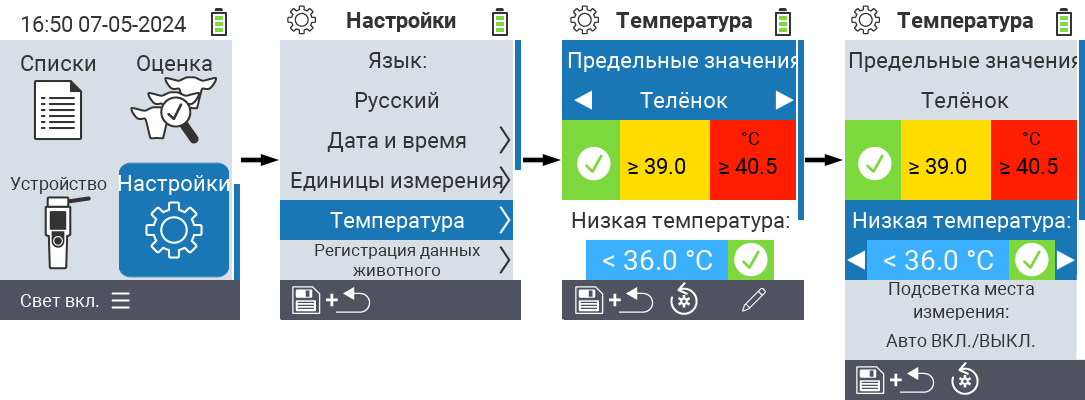 16:50 07-05-2024
Списки
Оценка
Устройство
Настройки
Свет вкл.
Настройки
Язык:
Русский
Дата и время
Единицы измерения
Температура
Регистрация данных
животного
+
Температура
Предельные значения
Телёнок
°C
≥ 39.0
≥ 40.5
Низкая температура:
< 36.0 °C
+
Температура
Предельные значения
Телёнок
°C
≥ 39.0
≥ 40.5
Низкая температура:
< 36.0 °C
Подсветка места
измерения:
Авто ВКЛ./ВЫКЛ.
+